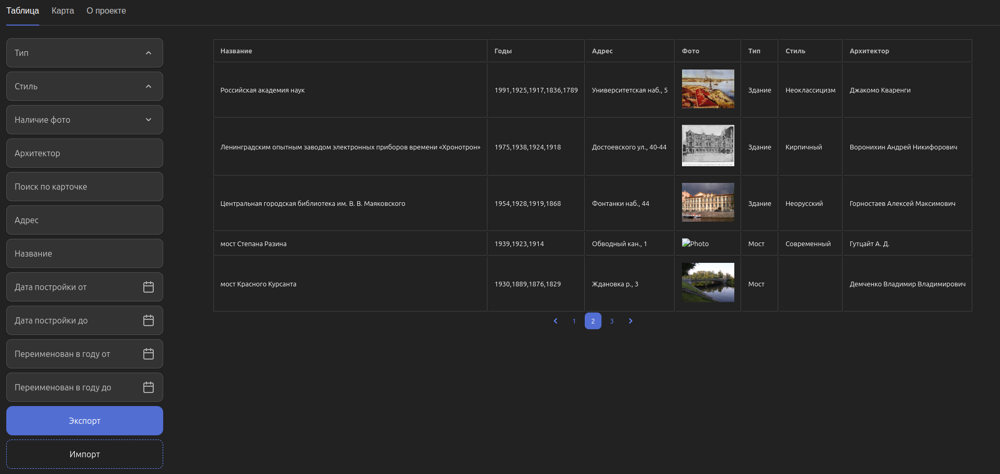 Таблица Карта О проекте
Тип
Стиль
Наличие фото
Архитектор
Поиск по карточке
Адрес
Название
Дата постройки от
Дата постройки до
Переименован в году от
Переименован в году до
Экспорт
Импорт
Название Годы Адрес Фото Тип Стиль Архитектор
Российская академия наук 1991,1925,1917,1836,1789 Университетская наб., 5 Здание Неоклассицизм Джакомо Кваренги
Ленинградским опытным заводом электронных приборов времени «Хронотрон» 1975,1938,1924,1918 Достоевского ул., 40-44 Здание Кирпичный Воронихин Андрей Никифорович
Центральная городская библиотека им. В. В. Маяковского 1954,1928,1919,1868 Фонтанки наб., 44 Здание Неорусский Горностаев Алексей Максимович
мост Степана Разина 1939,1923,1914 Обводный кан., 1 Photo Мост Современный Гутцайт А. Д.
мост Красного Курсанта 1930,1889,1876,1829 Ждановка р., 3 Мост Демченко Владимир Владимирович
1 2 3